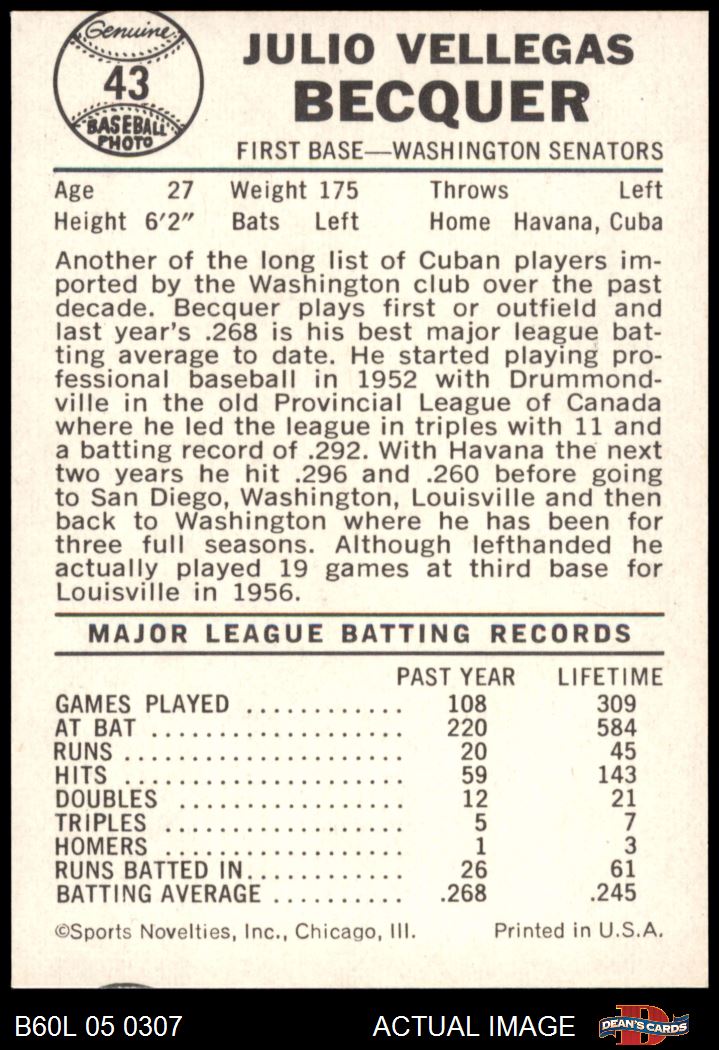 Genuine
43
BASEBALL
PHOTO
JULIO VELLEGAS
BECQUER
FIRST BASE—WASHINGTON SENATORS
Age 27 Weight 175 Throws Left
Height 6'2" Bats Left Home Havana, Cuba
Another of the long list of Cuban players im-
ported by the Washington club over the past
decade. Becquer plays first or outfield and
last year's .268 is his best major league bat-
ting average to date. He started playing pro-
fessional baseball in 1952 with Drummond-
ville in the old Provincial League of Canada
where he led the league in triples with 11 and
a batting record of .292. With Havana the next
two years he hit .296 and .260 before going
to San Diego, Washington, Louisville and then
back to Washington where he has been for
three full seasons. Although lefthanded he
actually played 19 games at third base for
Louisville in 1956.
MAJOR LEAGUE BATTING RECORDS
PAST YEAR LIFETIME
GAMES PLAYED ............ 108 309
AT BAT ................... 220 584
RUNS ..................... 20 45
HITS ..................... 59 143
DOUBLES ................. 12 21
TRIPLES .................. 5 7
HOMERS .................. 1 3
RUNS BATTED IN............ 26 61
BATTING AVERAGE .......... .268 .245
©Sports Novelties, Inc., Chicago, Ill. Printed in U.S.A.
B60L 05 0307 ACTUAL IMAGE DEAN'S CARDS